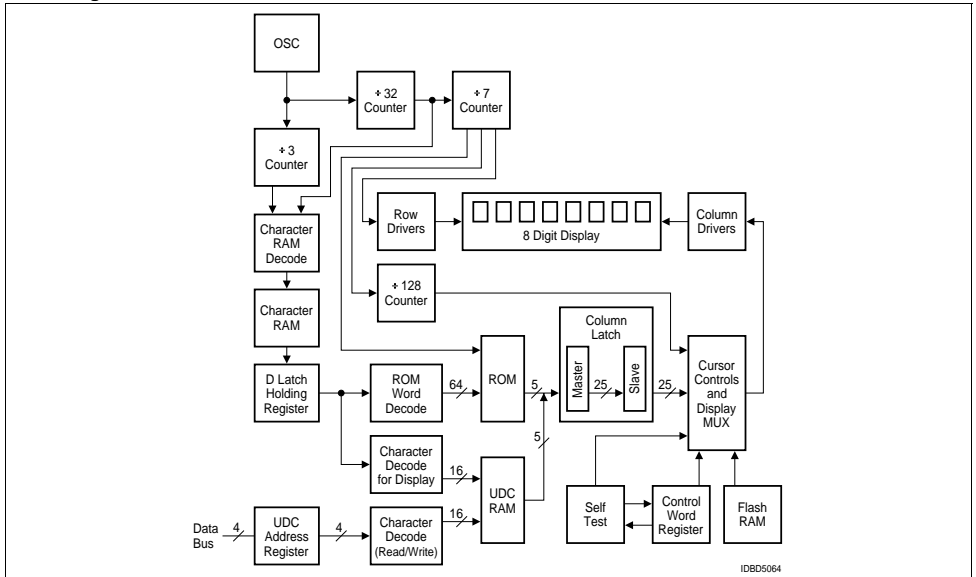 OSC
÷ 32
Counter
÷ 7
Counter
÷ 3
Counter
Row
Drivers
8 Digit Display
Column
Drivers
Character
RAM
Decode
÷ 128
Counter
Character
RAM
Column
Latch
Master
25
Slave
25
Cursor
Controls
and
Display
MUX
D Latch
Holding
Register
ROM
Word
Decode
64
ROM
5
5
Character
Decode
for Display
16
UDC
RAM
16
Data
Bus
4
UDC
Address
Register
4
Character
Decode
(Read/Write)
Self
Test
Control
Word
Register
Flash
RAM
IDBD5064